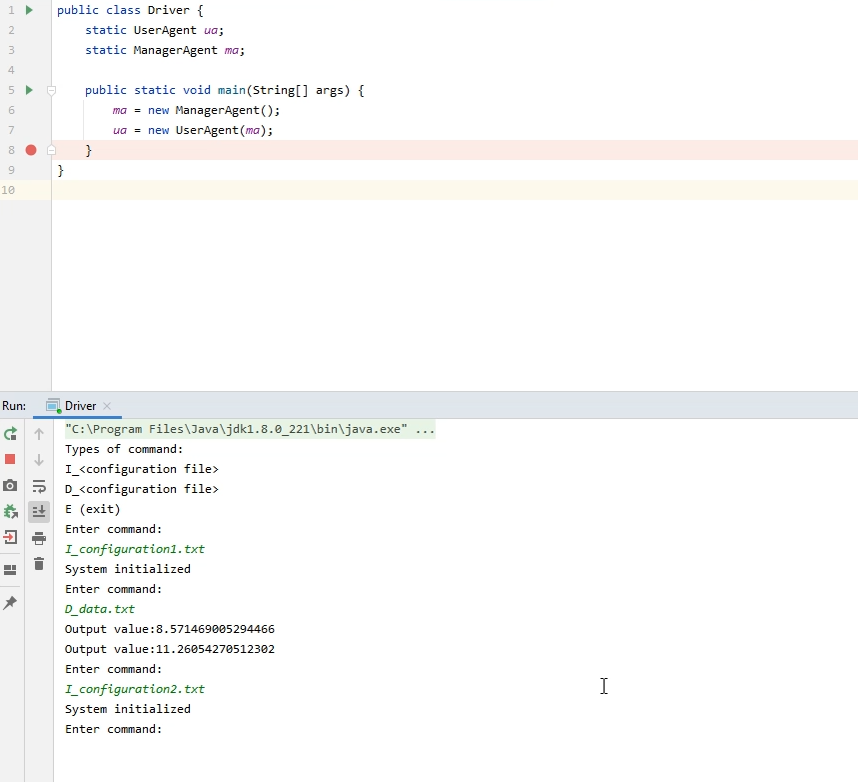 1 public class Driver {
2 static UserAgent ua;
3 static ManagerAgent ma;
4
5 public static void main(String[] args) {
6 ma = new ManagerAgent();
7 ua = new UserAgent(ma);
8 }
9 }
10
Run: Driver
"C:\Program Files\Java\jdk1.8.0_221\bin\java.exe" ...
Types of command:
I_<configuration file>
D_<configuration file>
E (exit)
Enter command:
I_configuration1.txt
System initialized
Enter command:
D_data.txt
Output value:8.571469005294466
Output value:11.26054270512302
Enter command:
I_configuration2.txt
System initialized
Enter command: